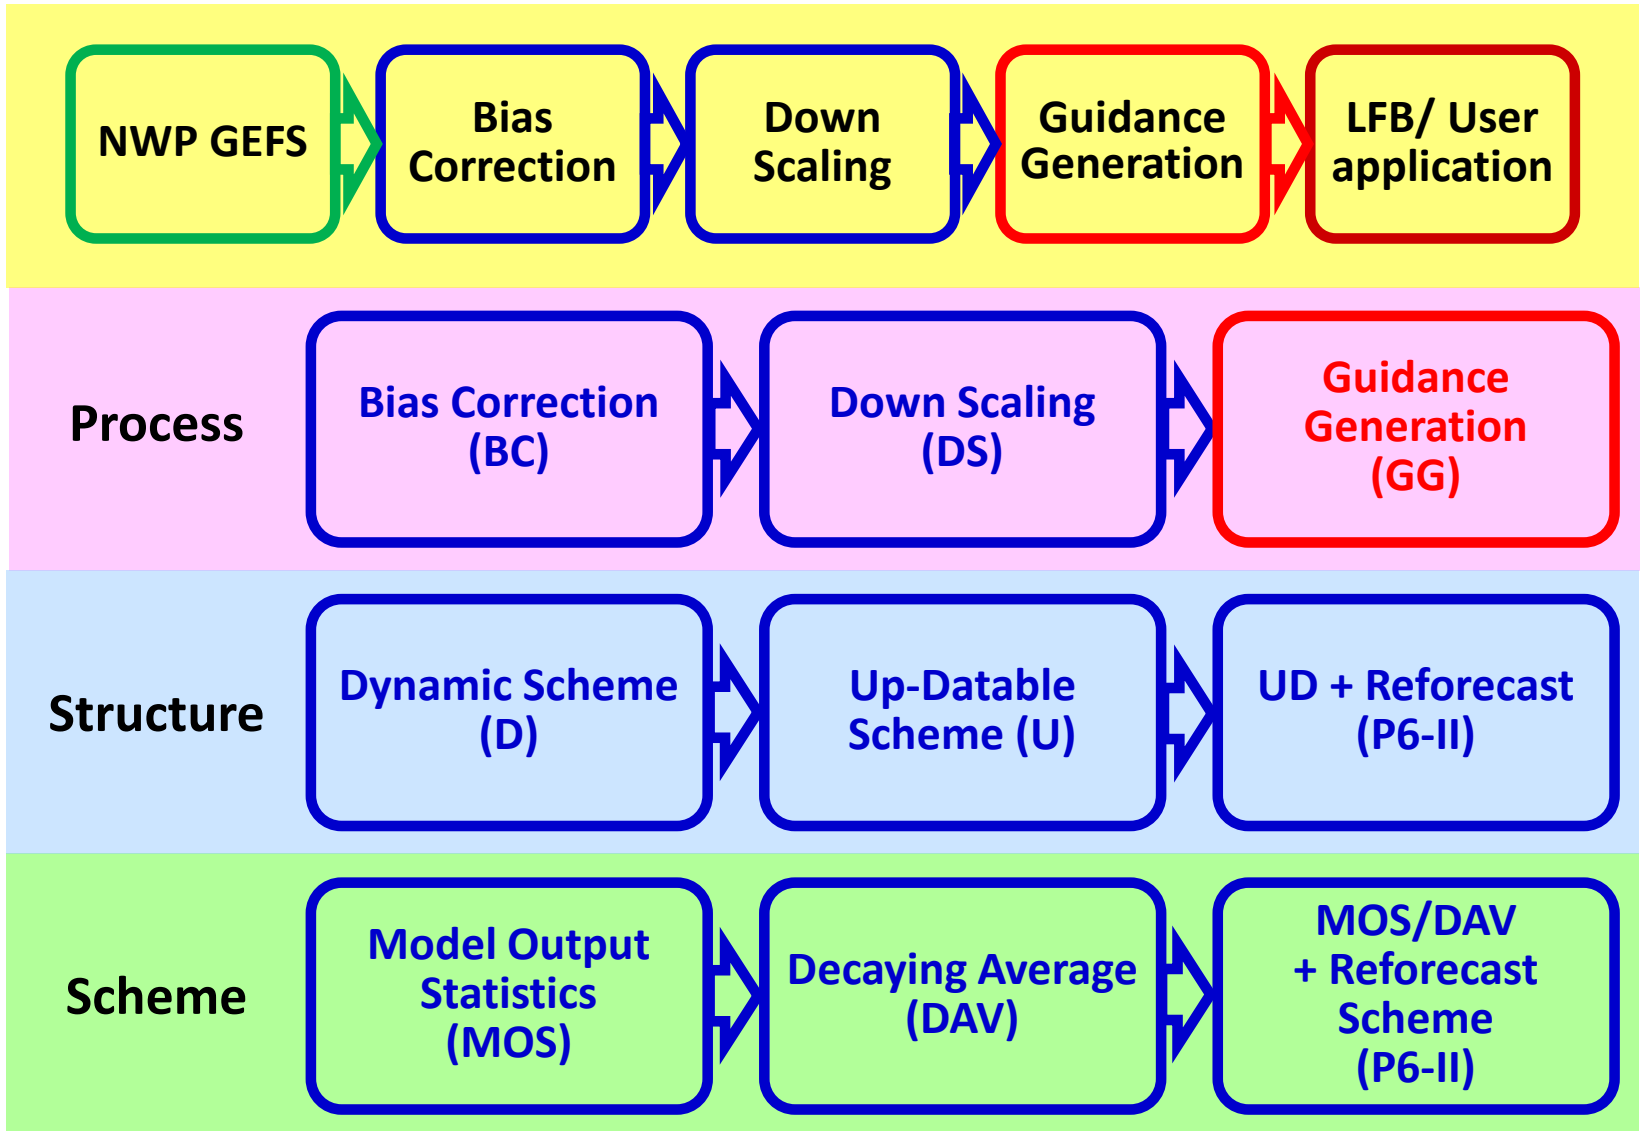 NWP GEFS
Bias
Correction
Down
Scaling
Guidance
Generation
LFB/ User
application
Process
Bias Correction
(BC)
Down Scaling
(DS)
Guidance
Generation
(GG)
Structure
Dynamic Scheme
(D)
Up-Datable
Scheme (U)
UD + Reforecast
(P6-II)
Scheme
Model Output
Statistics
(MOS)
Decaying Average
(DAV)
MOS/DAV
+ Reforecast
Scheme
(P6-II)